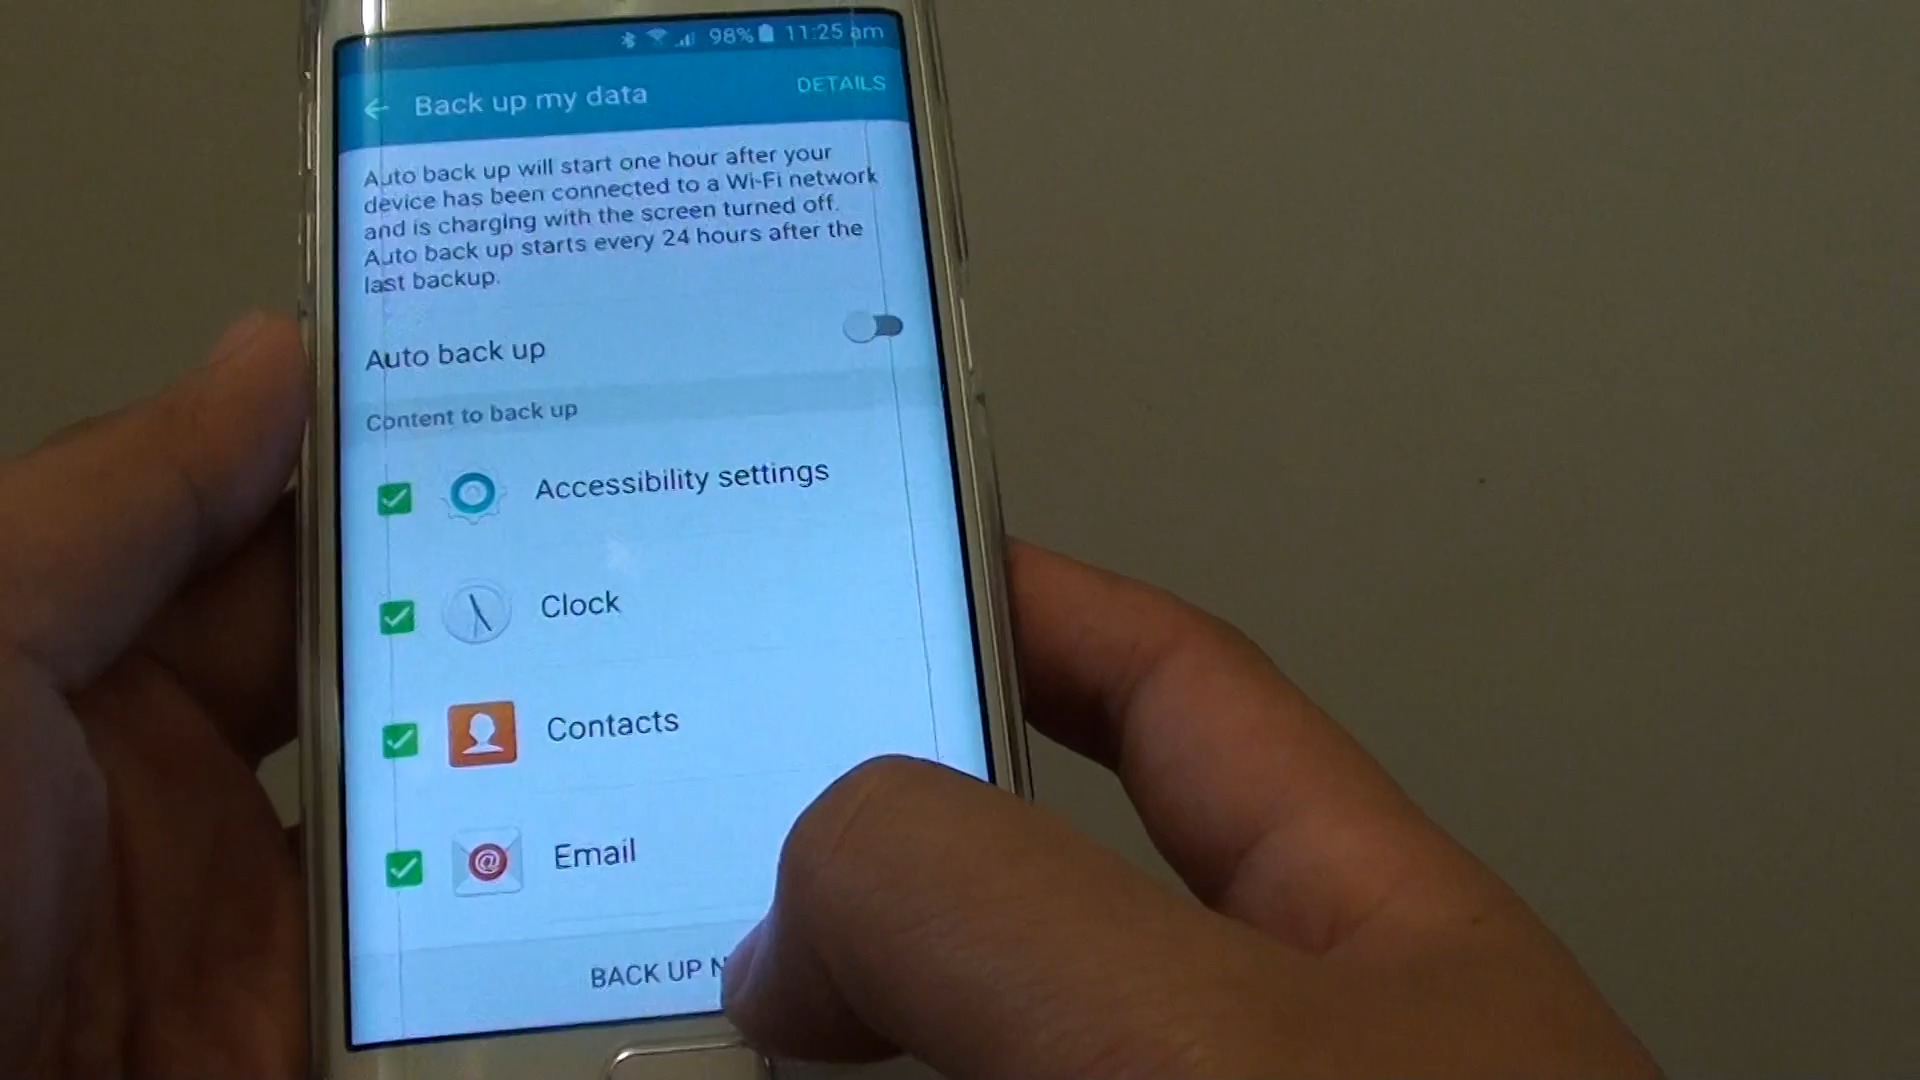 98% 11:25 am
Back up my data
DETAILS
Auto back up will start one hour after your
device has been connected to a Wi-Fi network
and is charging with the screen turned off.
Auto back up starts every 24 hours after the
last backup.
Auto back up
Content to back up
Accessibility settings
Clock
Contacts
@
Email
BACK UP N